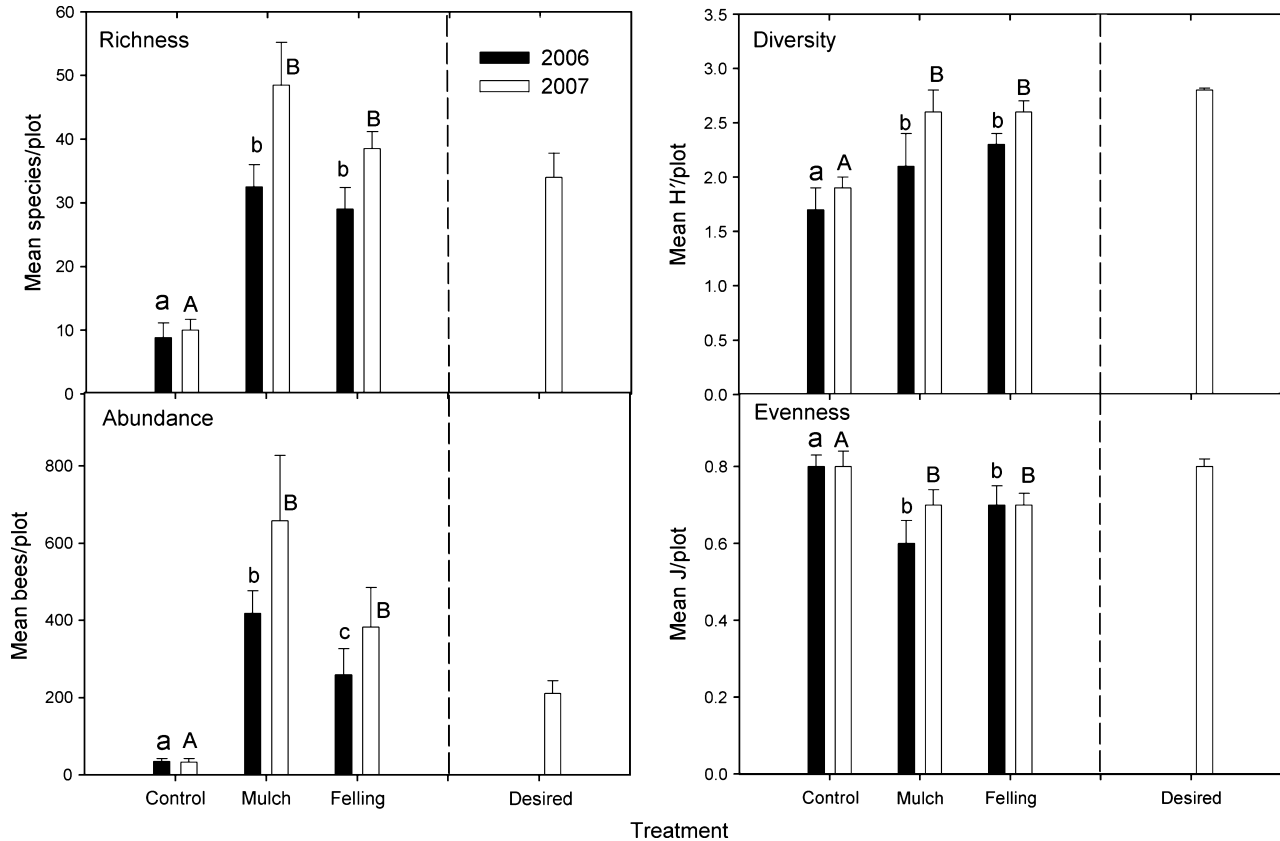 Richness
2006
2007
Mean species/plot
60
50
40
30
20
10
0
a
A
b
B
b
B
Diversity
Mean H´/plot
3.5
3.0
2.5
2.0
1.5
1.0
0.5
0.0
a
A
b
B
b
B
Abundance
Mean bees/plot
800
600
400
200
0
a
A
b
B
c
B
Control
Mulch
Felling
Desired
Evenness
Mean J/plot
0.8
0.6
0.4
0.2
0.0
a
A
b
B
b
B
Control
Mulch
Felling
Desired
Treatment